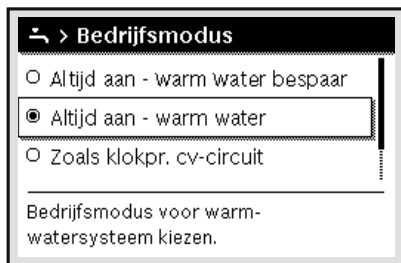 > Bedrijfsmodus
Altijd aan - warm water bespaar
Altijd aan - warm water
Zoals klokpr. cv-circuit
Bedrijfsmodus voor warm-
watersysteem kiezen.